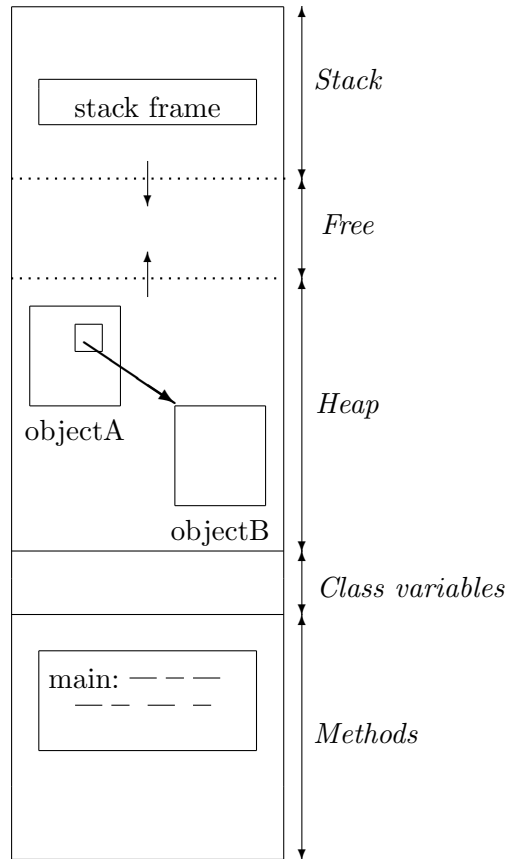 Stack
stack frame
Free
Heap
objectA
objectB
Class variables
main:
Methods